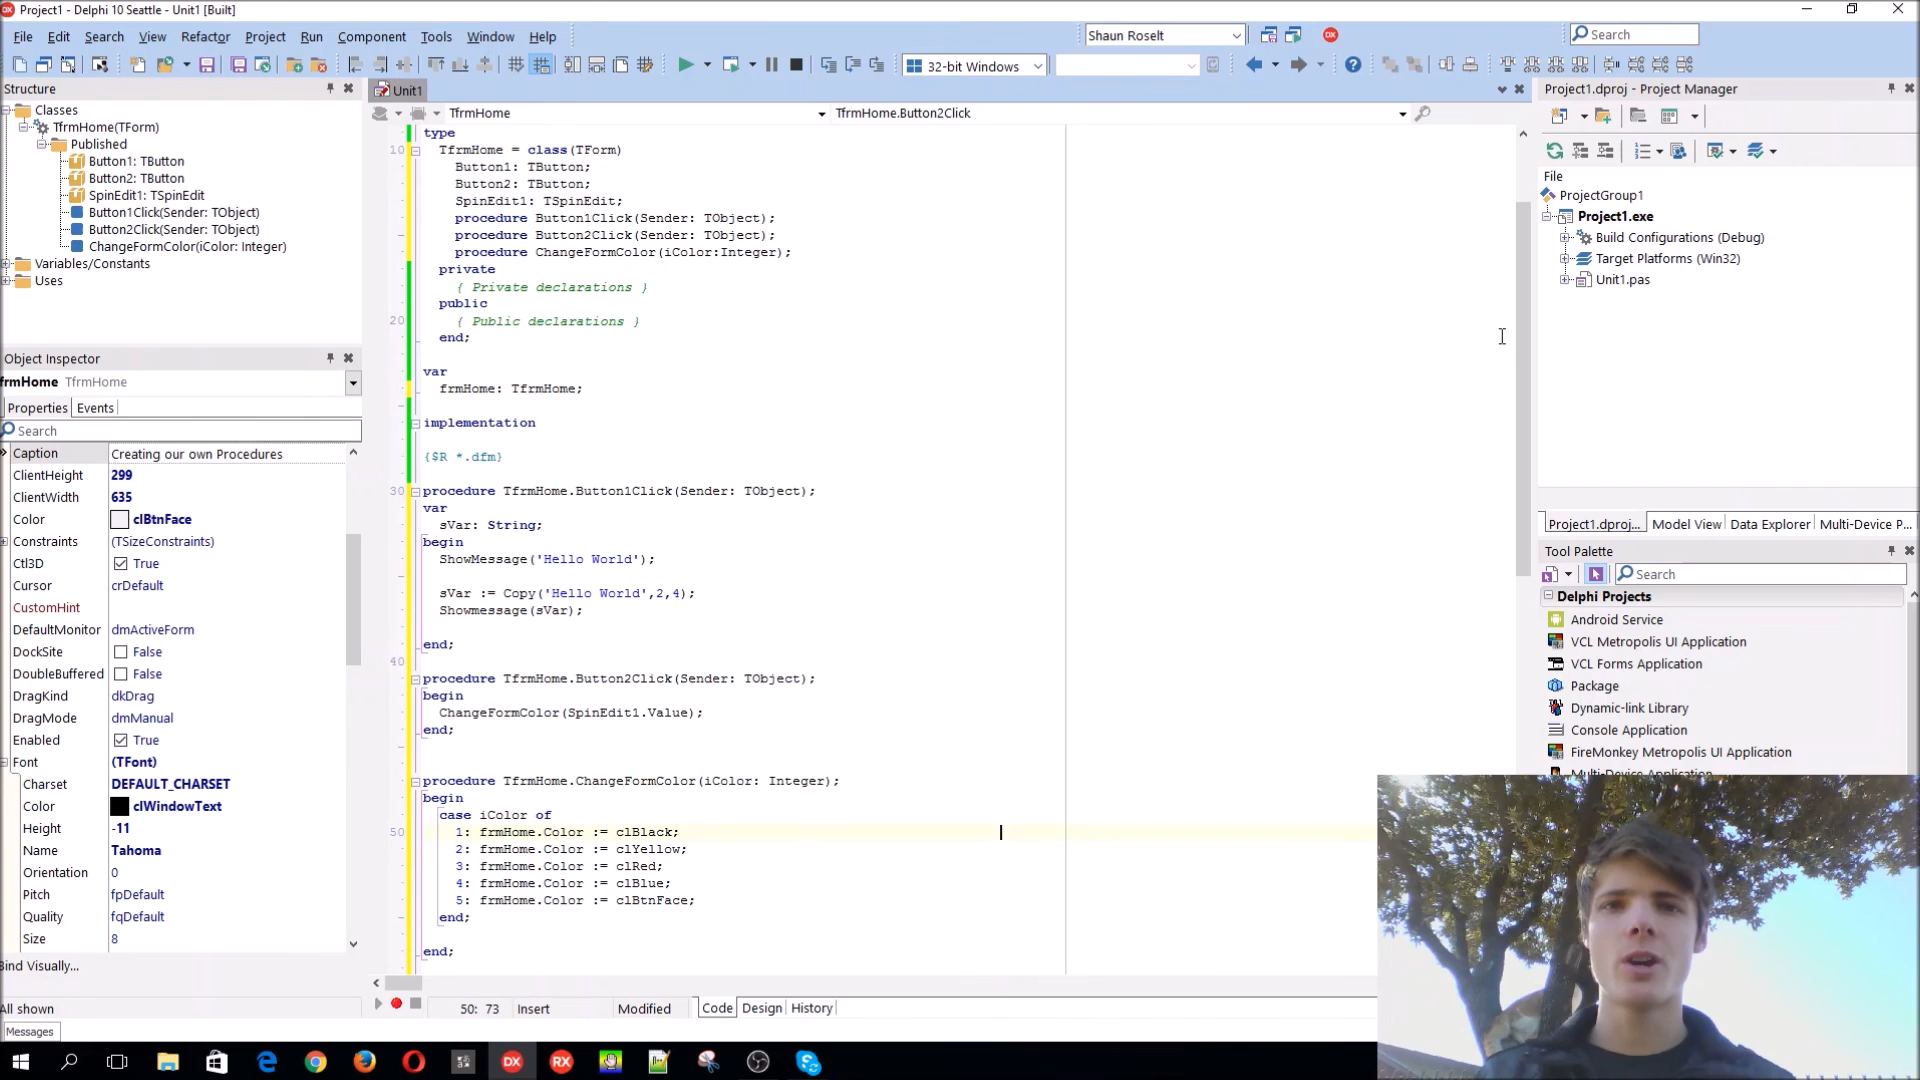 Project1 - Delphi 10 Seattle - Unit1 [Built]
File Edit Search View Refactor Project Run Component Tools Window Help
Shaun Roselt
Search
32-bit Windows
Structure
Classes
TfrmHome(TForm)
Published
Button1: TButton
Button2: TButton
SpinEdit1: TSpinEdit
Button1Click(Sender: TObject)
Button2Click(Sender: TObject)
ChangeFormColor(iColor: Integer)
Variables/Constants
Uses
Object Inspector
frmHome TfrmHome
Properties Events
Search
Caption Creating our own Procedures
ClientHeight 299
ClientWidth 635
Color clBtnFace
Constraints (TSizeConstraints)
Ctl3D True
Cursor crDefault
CustomHint
DefaultMonitor dmActiveForm
DockSite False
DoubleBuffered False
DragKind dkDrag
DragMode dmManual
Enabled True
Font (TFont)
Charset DEFAULT_CHARSET
Color clWindowText
Height -11
Name Tahoma
Orientation 0
Pitch fpDefault
Quality fqDefault
Size 8
Bind Visually...
All shown
Messages
Unit1
TfrmHome TfrmHome.Button2Click
type
10 TfrmHome = class(TForm)
Button1: TButton;
Button2: TButton;
SpinEdit1: TSpinEdit;
procedure Button1Click(Sender: TObject);
procedure Button2Click(Sender: TObject);
procedure ChangeFormColor(iColor:Integer);
private
{ Private declarations }
public
20 { Public declarations }
end;
var
frmHome: TfrmHome;
implementation
{$R *.dfm}
30 procedure TfrmHome.Button1Click(Sender: TObject);
var
sVar: String;
begin
ShowMessage('Hello World');
sVar := Copy('Hello World',2,4);
Showmessage(sVar);
end;
40
procedure TfrmHome.Button2Click(Sender: TObject);
begin
ChangeFormColor(SpinEdit1.Value);
end;
procedure TfrmHome.ChangeFormColor(iColor: Integer);
begin
case iColor of
50 1: frmHome.Color := clBlack;
2: frmHome.Color := clYellow;
3: frmHome.Color := clRed;
4: frmHome.Color := clBlue;
5: frmHome.Color := clBtnFace;
end;
end;
50: 73 Insert Modified Code Design History
Project1.dproj - Project Manager
File
ProjectGroup1
Project1.exe
Build Configurations (Debug)
Target Platforms (Win32)
Unit1.pas
Project1.dproj... Model View Data Explorer Multi-Device P...
Tool Palette
Search
Delphi Projects
Android Service
VCL Metropolis UI Application
VCL Forms Application
Package
Dynamic-link Library
Console Application
FireMonkey Metropolis UI Application
Multi-Device Application
DX
RX